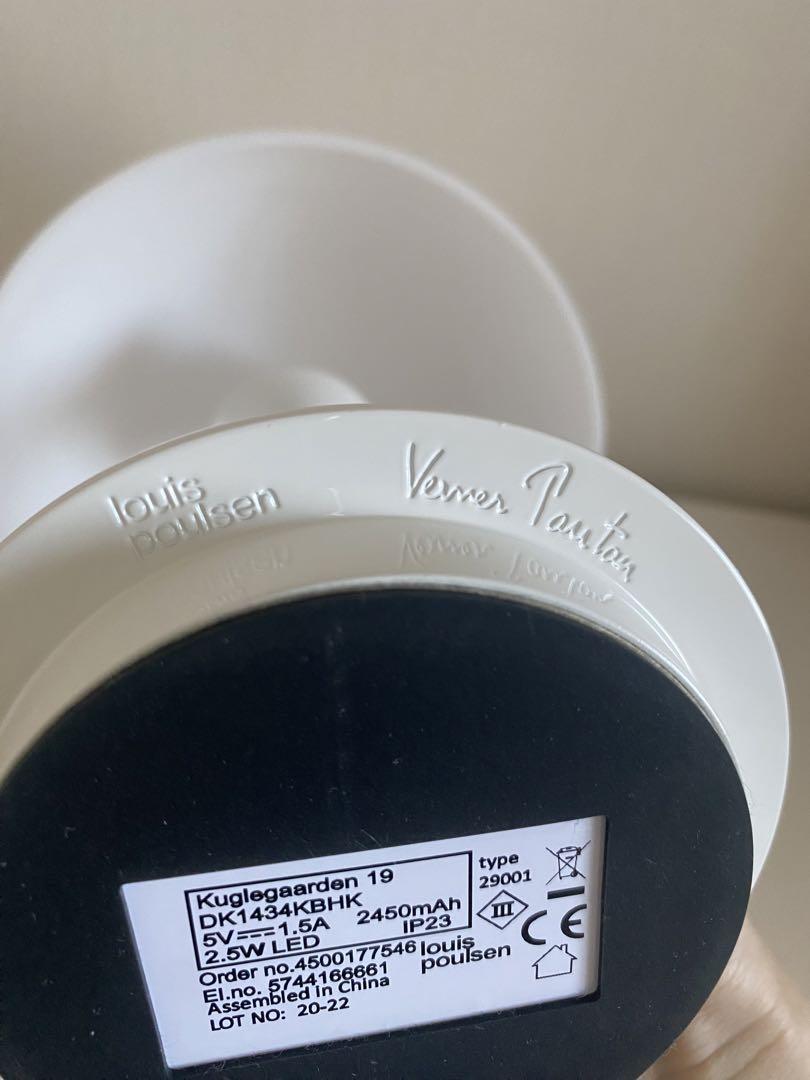 louis
poulsen
Verner Panton
Kuglegaarden 19
DK1434KBHK
5V 1.5A 2450mAh
2.5W LED IP23
type
29001
III
CE
Order no.4500177546
El.no. 5744166661
Assembled in China
LOT NO: 20-22
louis
poulsen